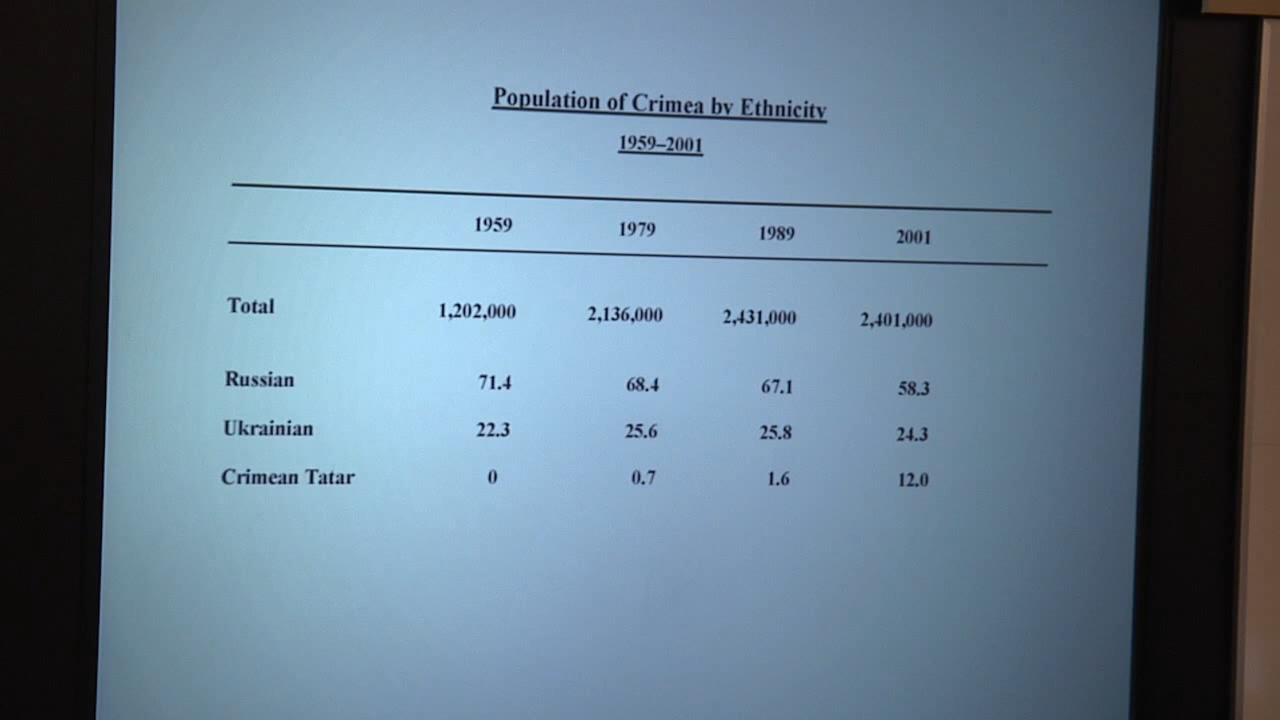 Population of Crimea by Ethnicity
1959–2001
1959 1979 1989 2001
Total 1,202,000 2,136,000 2,431,000 2,401,000
Russian 71.4 68.4 67.1 58.3
Ukrainian 22.3 25.6 25.8 24.3
Crimean Tatar 0 0.7 1.6 12.0